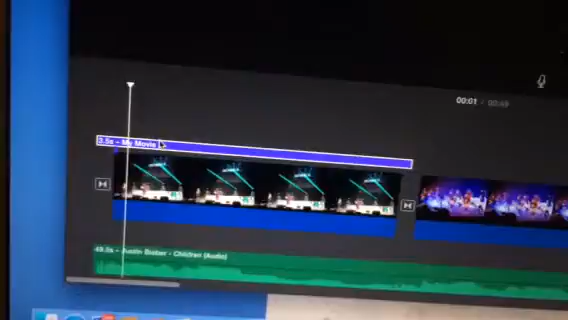 00:01 / 00:49
3.5s – My Movie
49.3s – Justin Bieber - Children (Audio)